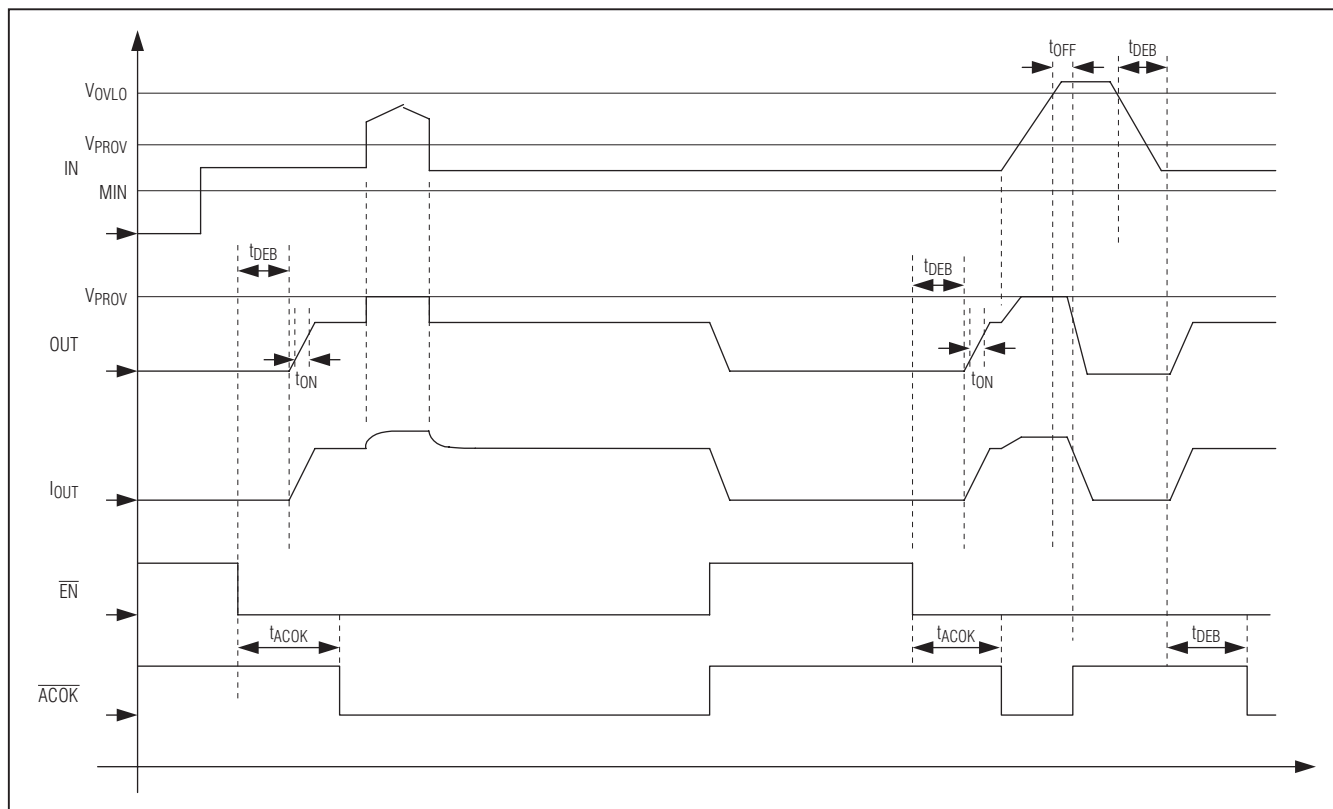 tOFF tDEB
VOVLO
VPROV
IN
MIN
tDEB
tDEB
VPROV
OUT
tON
tON
IOUT
EN
tACOK
tACOK
tDEB
ACOK